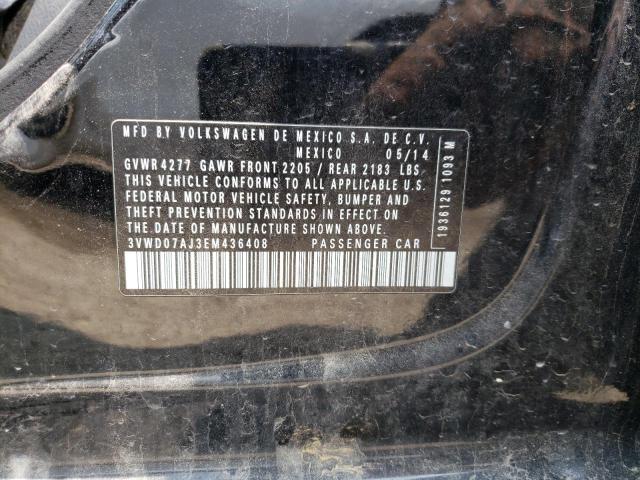 MFD BY VOLKSWAGEN DE MEXICO S.A. DE C.V.
MEXICO 05/14
GVWR 4277 GAWR FRONT 2205 / REAR 2183 LBS
THIS VEHICLE CONFORMS TO ALL APPLICABLE U.S.
FEDERAL MOTOR VEHICLE SAFETY, BUMPER AND
THEFT PREVENTION STANDARDS IN EFFECT ON
THE DATE OF MANUFACTURE SHOWN ABOVE.
3VWD07AJ3EM436408 PASSENGER CAR
1936129 1093 M